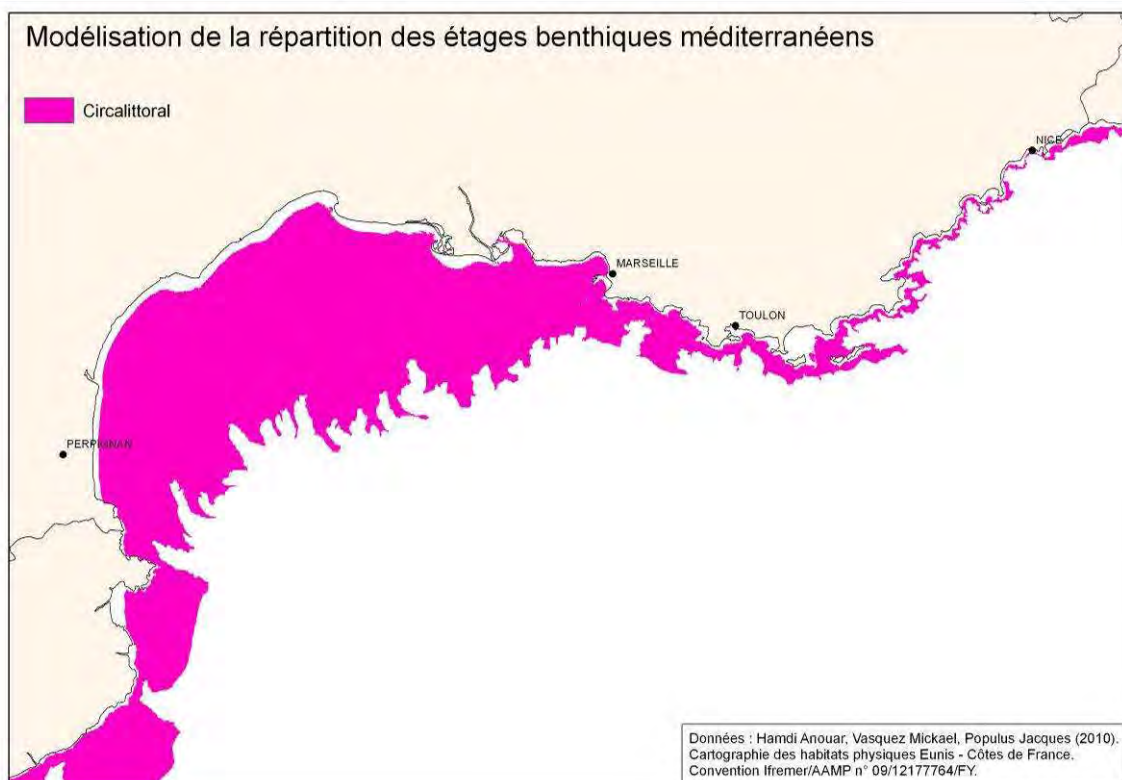 Modélisation de la répartition des étages benthiques méditerranéens
Circalittoral
NICE
MARSEILLE
TOULON
PERPIGNAN
Données : Hamdi Anouar, Vasquez Mickael, Populus Jacques (2010).
Cartographie des habitats physiques Eunis - Côtes de France.
Convention Ifremer/AAMP n° 09/12177764/FY.